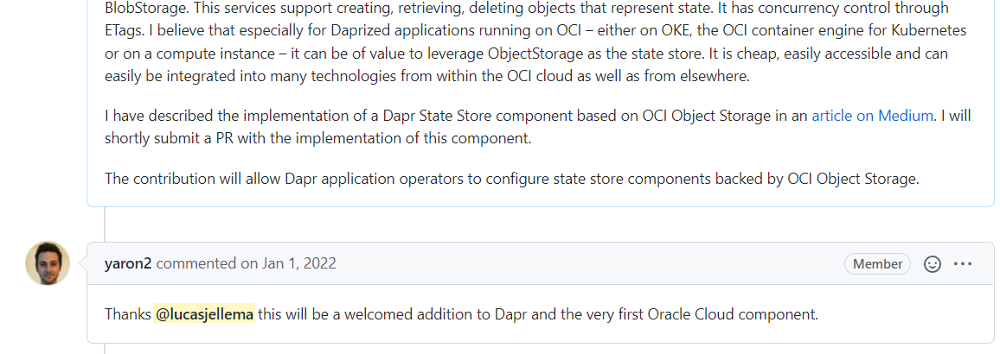 BlobStorage. This services support creating, retrieving, deleting objects that represent state. It has concurrency control through
ETags. I believe that especially for Daprized applications running on OCI – either on OKE, the OCI container engine for Kubernetes
or on a compute instance – it can be of value to leverage ObjectStorage as the state store. It is cheap, easily accessible and can
easily be integrated into many technologies from within the OCI cloud as well as from elsewhere.
I have described the implementation of a Dapr State Store component based on OCI Object Storage in an article on Medium. I will
shortly submit a PR with the implementation of this component.
The contribution will allow Dapr application operators to configure state store components backed by OCI Object Storage.
yaron2 commented on Jan 1, 2022 Member
Thanks @lucasjellema this will be a welcomed addition to Dapr and the very first Oracle Cloud component.